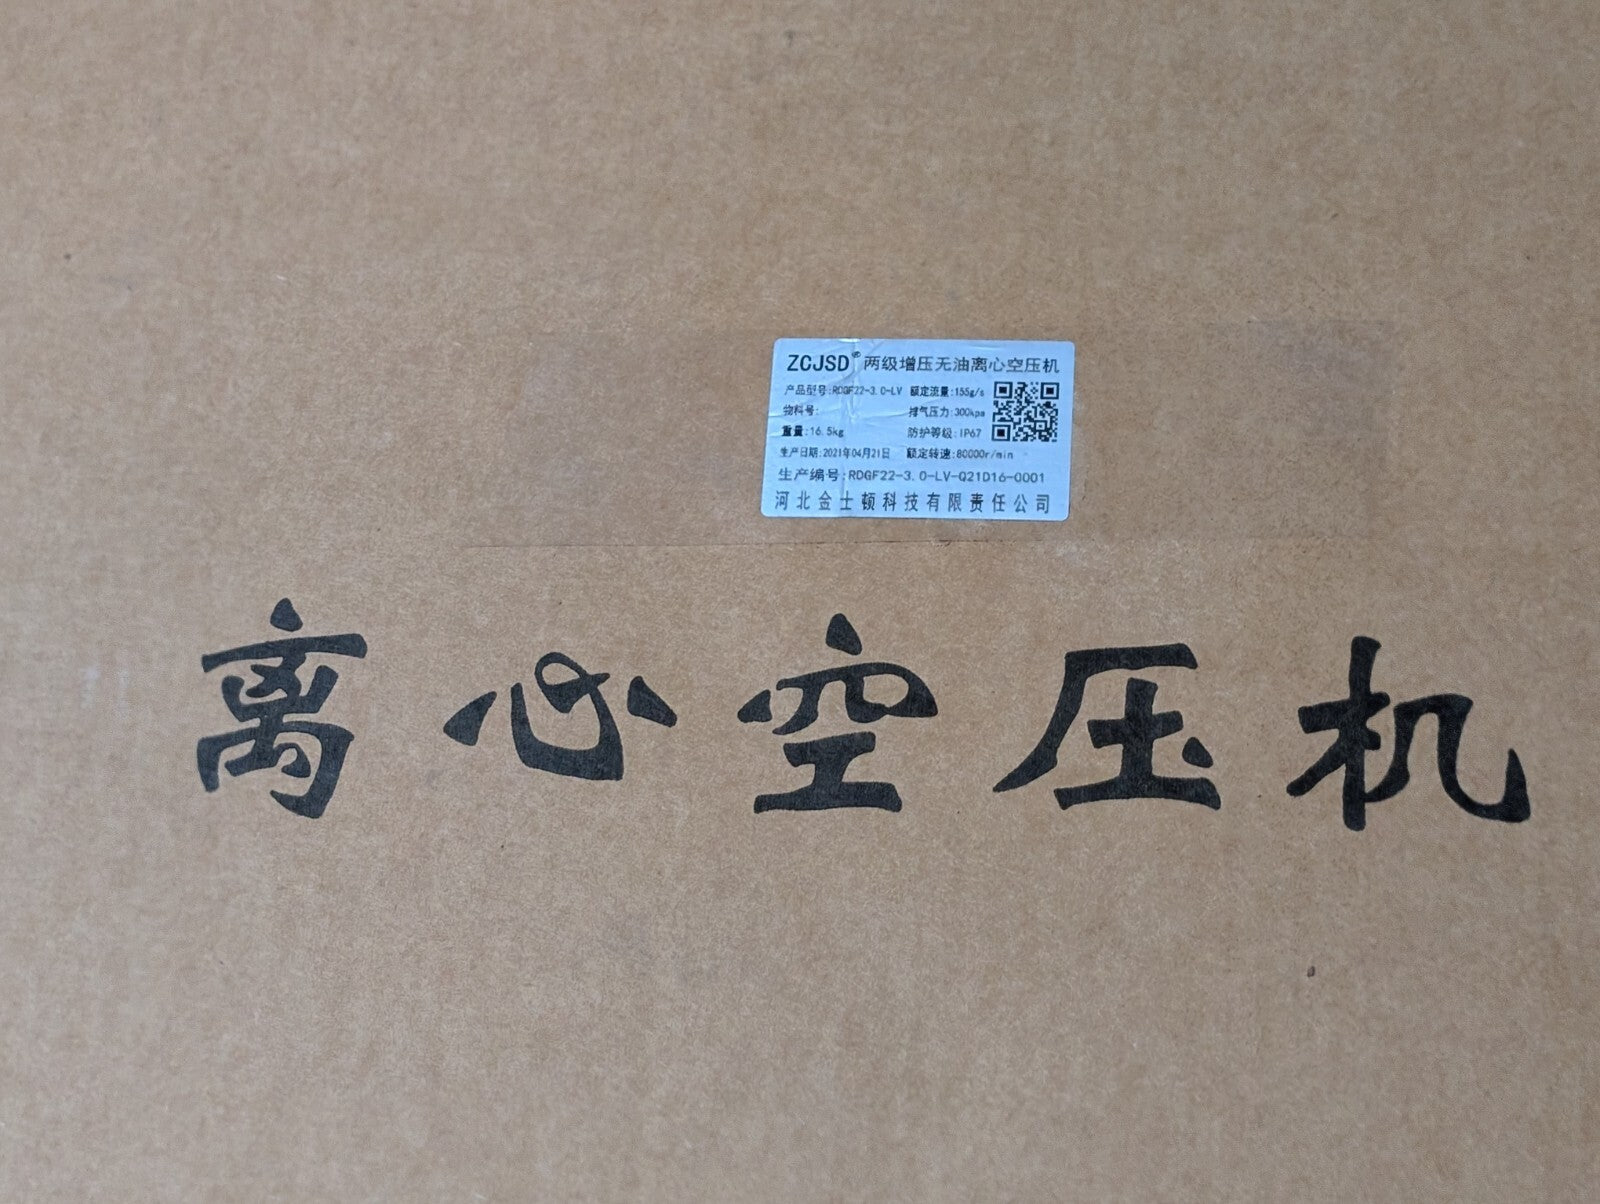 ZCJSD® 两级增压无油离心空压机
产品型号:RDGF22-3.0-LV 额定流量:155g/s
物料号: 排气压力:300kpa
重量:16.5kg 防护等级:IP67
生产日期:2021年04月21日 额定转速:80000r/min
生产编号:RDGF22-3.0-LV-Q21D16-0001
河北金士顿科技有限责任公司
离心空压机